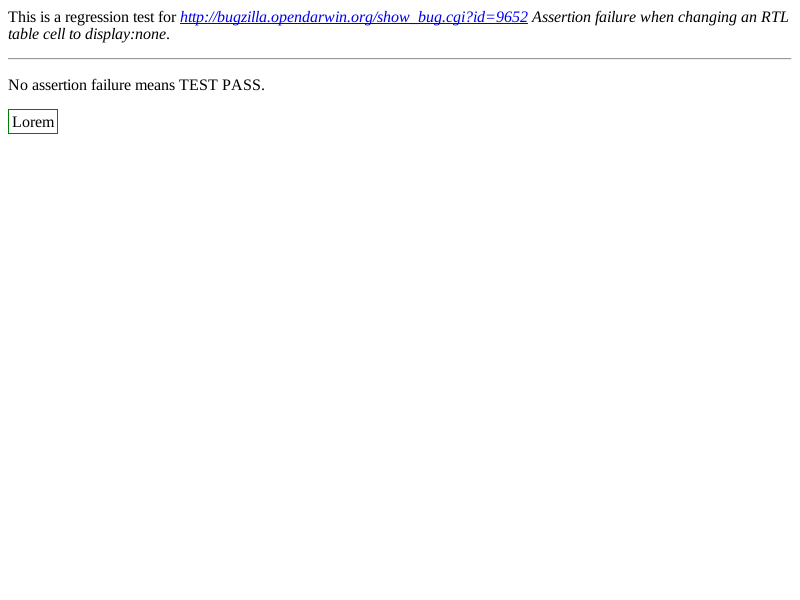 This is a regression test for http://bugzilla.opendarwin.org/show_bug.cgi?id=9652 Assertion failure when changing an RTL
table cell to display:none.
No assertion failure means TEST PASS.
Lorem